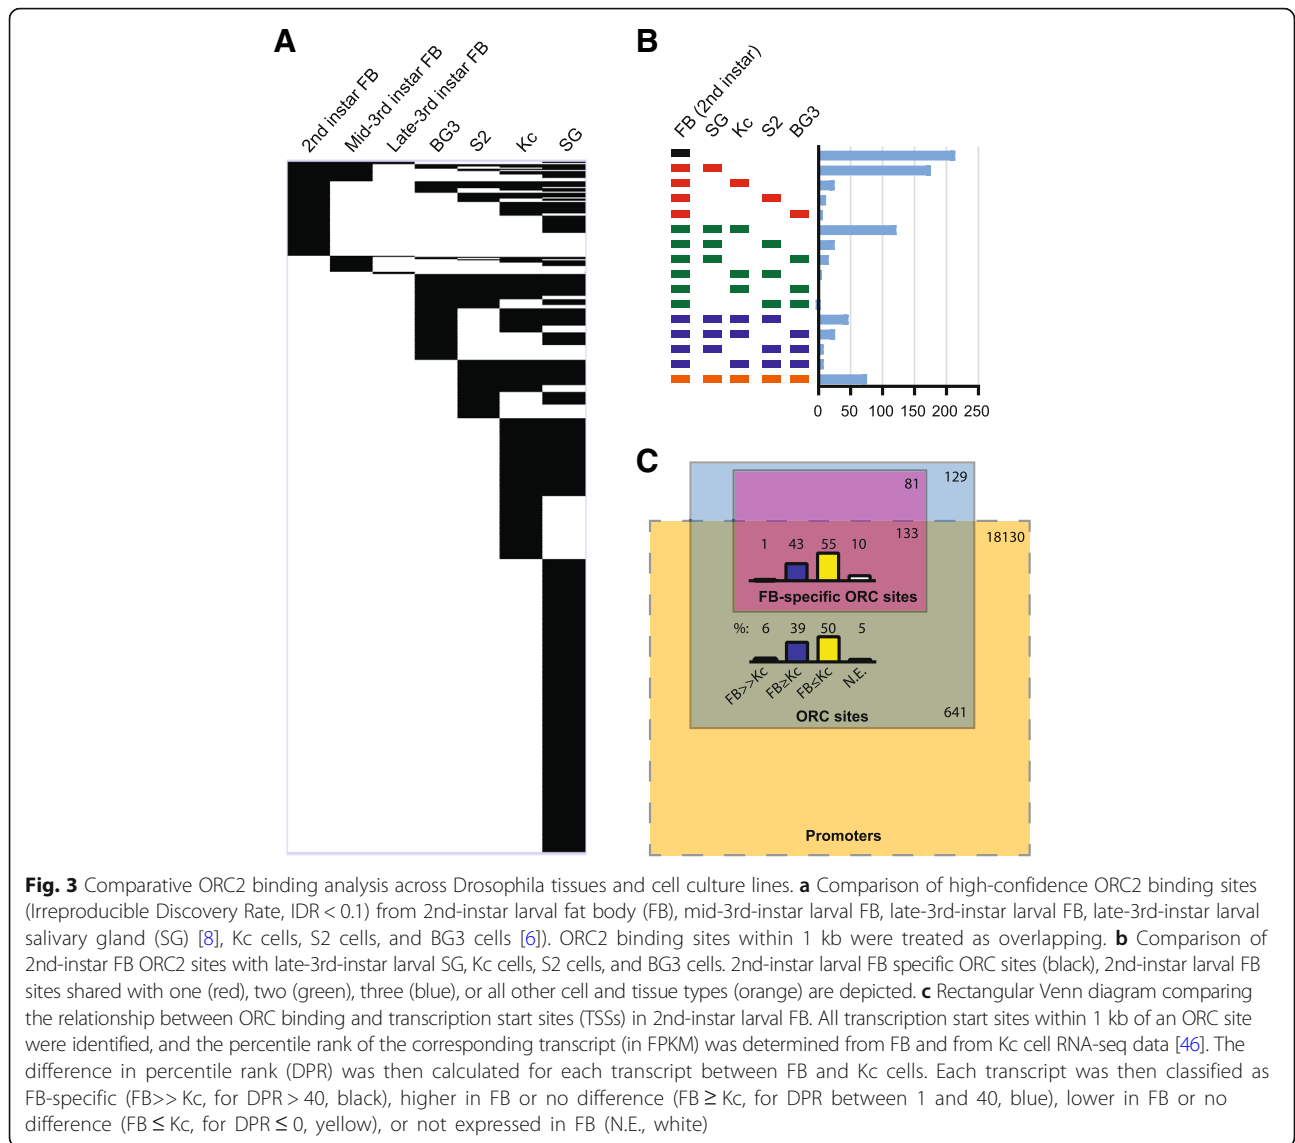 A
2nd instar FB
Mid-3rd instar FB
Late-3rd instar FB
BG3
S2
Kc
SG
B
FB (2nd instar)
SG
Kc
S2
BG3
0 50 100 150 200 250
C
81
129
133
18130
1 43 55 10
FB-specific ORC sites
%: 6 39 50 5
FB>>Kc
FB≥Kc
FB≤Kc
N.E.
ORC sites
641
Promoters
Fig. 3 Comparative ORC2 binding analysis across Drosophila tissues and cell culture lines. a Comparison of high-confidence ORC2 binding sites
(Irreproducible Discovery Rate, IDR < 0.1) from 2nd-instar larval fat body (FB), mid-3rd-instar larval FB, late-3rd-instar larval FB, late-3rd-instar larval
salivary gland (SG) [8], Kc cells, S2 cells, and BG3 cells [6]). ORC2 binding sites within 1 kb were treated as overlapping. b Comparison of
2nd-instar FB ORC2 sites with late-3rd-instar larval SG, Kc cells, S2 cells, and BG3 cells. 2nd-instar larval FB specific ORC sites (black), 2nd-instar larval FB
sites shared with one (red), two (green), three (blue), or all other cell and tissue types (orange) are depicted. c Rectangular Venn diagram comparing
the relationship between ORC binding and transcription start sites (TSSs) in 2nd-instar larval FB. All transcription start sites within 1 kb of an ORC site
were identified, and the percentile rank of the corresponding transcript (in FPKM) was determined from FB and from Kc cell RNA-seq data [46]. The
difference in percentile rank (DPR) was then calculated for each transcript between FB and Kc cells. Each transcript was then classified as
FB-specific (FB>> Kc, for DPR > 40, black), higher in FB or no difference (FB ≥ Kc, for DPR between 1 and 40, blue), lower in FB or no
difference (FB ≤ Kc, for DPR ≤ 0, yellow), or not expressed in FB (N.E., white)